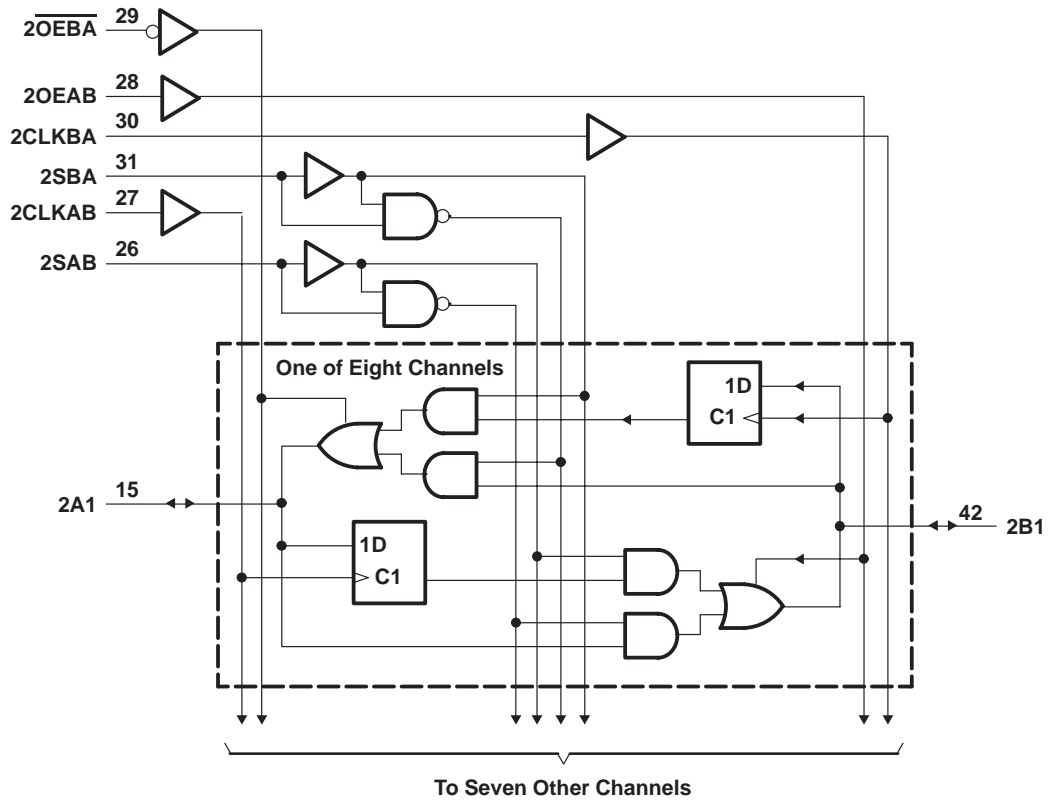 2O̅E̅B̅A̅ 29
2OEAB 28
2CLKBA 30
2SBA 31
2CLKAB 27
2SAB 26
One of Eight Channels
1D
C1
2A1 15
1D
C1
42 2B1
To Seven Other Channels